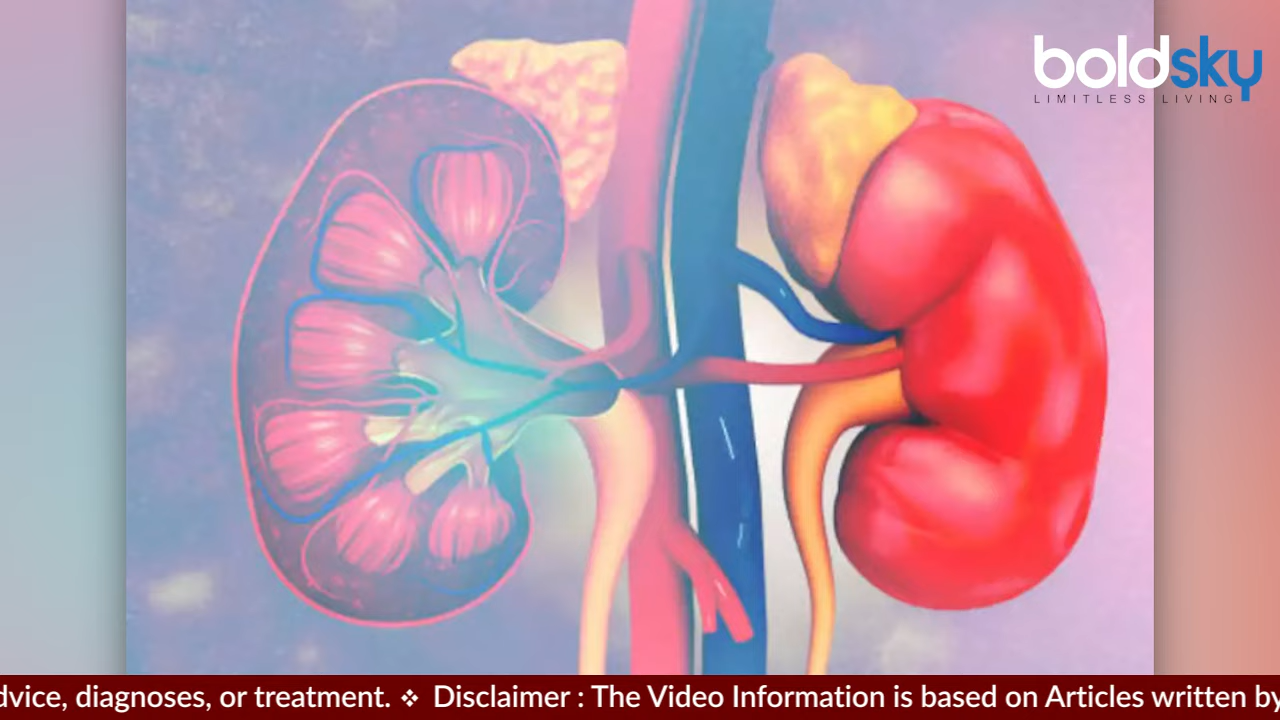 boldsky
LIMITLESS LIVING
dvice, diagnoses, or treatment. ❖ Disclaimer : The Video Information is based on Articles written by